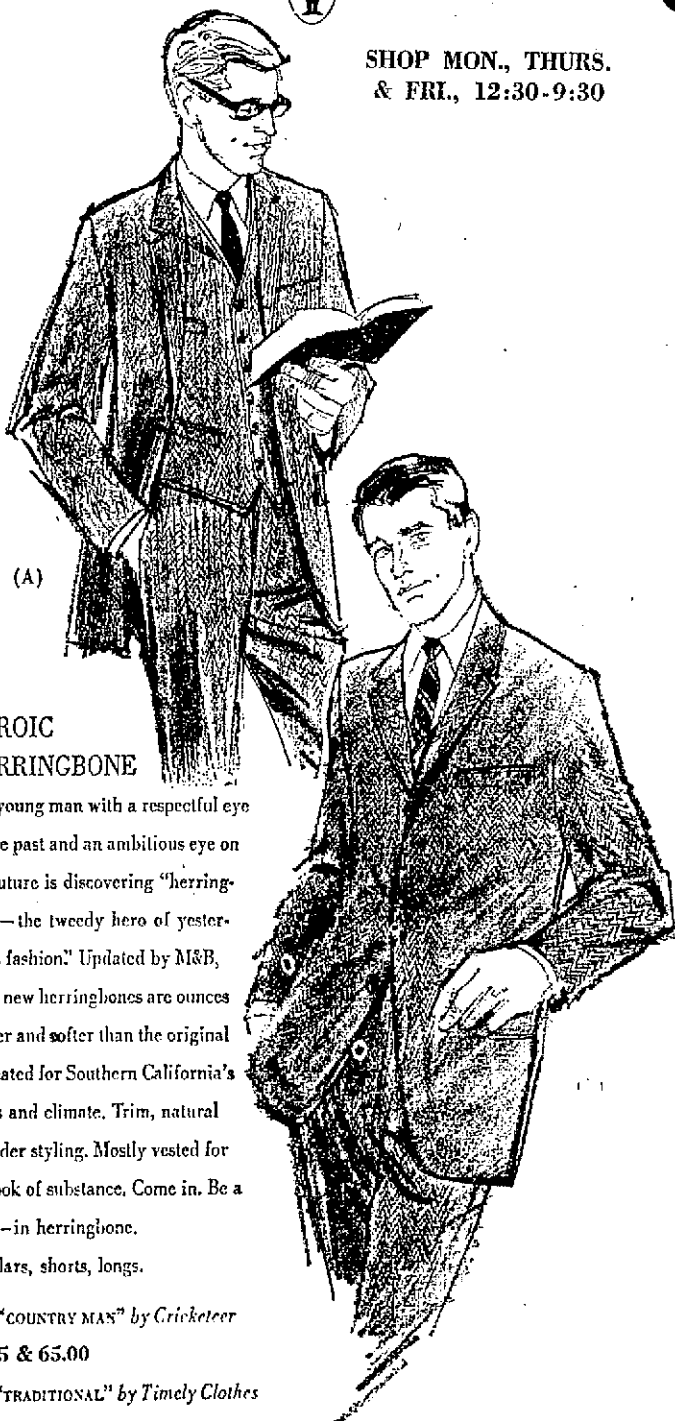 SHOP MON., THURS.
& FRI., 12:30-9:30
(A)
ROIC
RRINGBONE
young man with a respectful eye
e past and an ambitious eye on
uture is discovering “herring-
—the tweedy hero of yester-
fashion.” Updated by M&B,
new herringbones are ounces
er and softer than the original
ated for Southern California's
s and climate. Trim, natural
der styling. Mostly vested for
ook of substance. Come in. Be a
—in herringbone.
lars, shorts, longs.
“COUNTRY MAN” by Cricketeer
5 & 65.00
“TRADITIONAL” by Timely Clothes